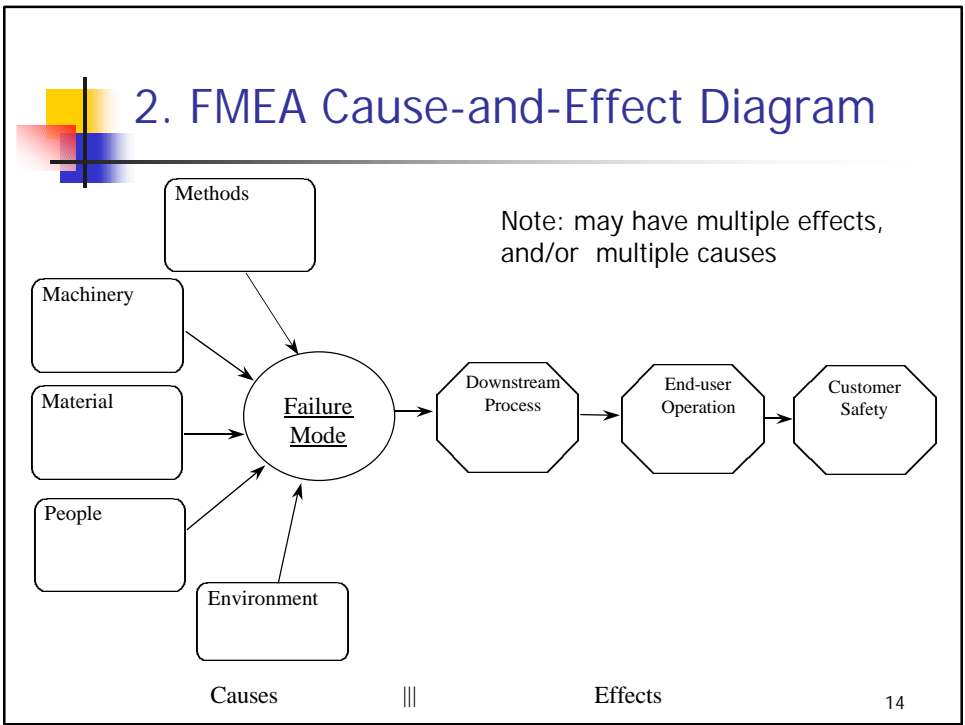 2. FMEA Cause-and-Effect Diagram
Methods
Note: may have multiple effects,
and/or multiple causes
Machinery
Material
People
Environment
Failure
Mode
Downstream
Process
End-user
Operation
Customer
Safety
Causes ||| Effects
14